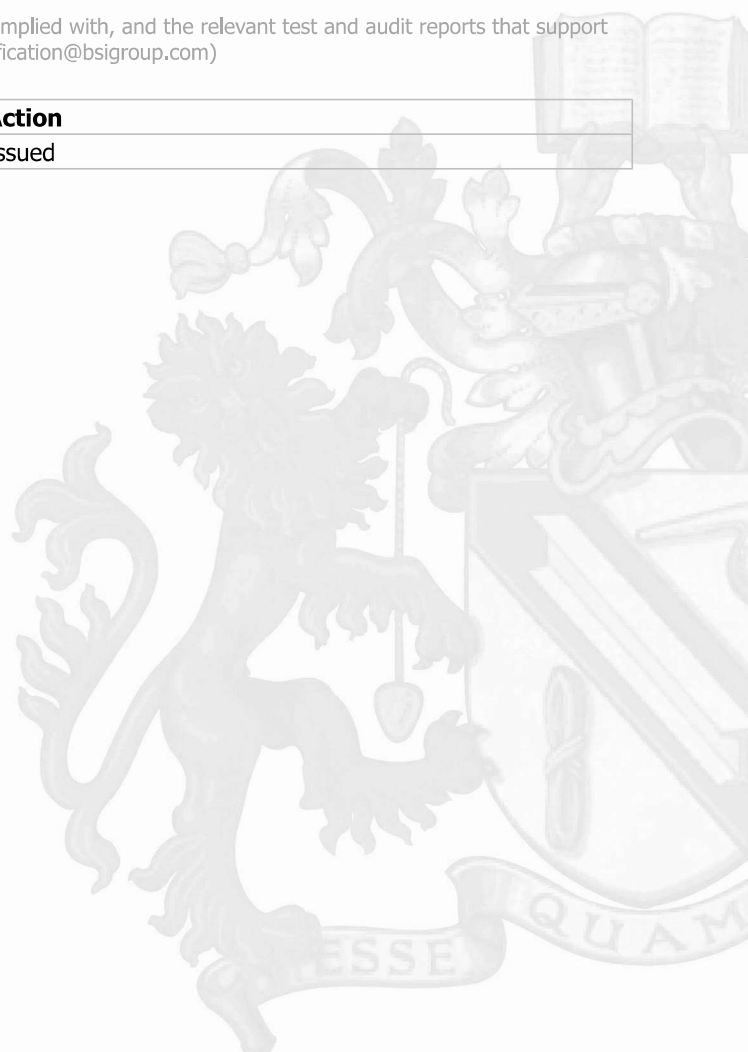 mplied with, and the relevant test and audit reports that support
fication@bsigroup.com)
Action
ssued
ESSE
QUAM